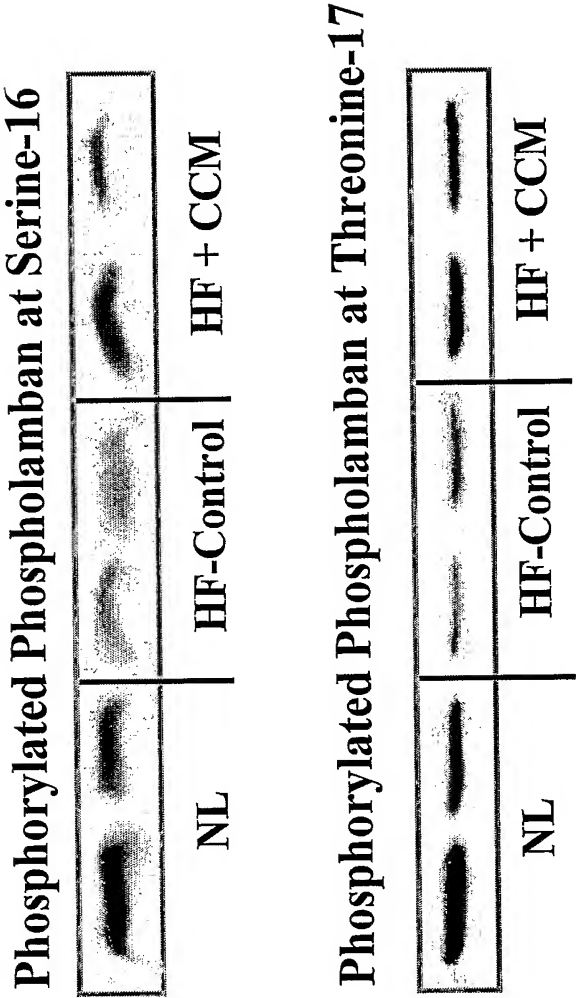 Phosphorylated Phospholamban at Serine-16
NL
HF-Control
HF + CCM
Phosphorylated Phospholamban at Threonine-17
NL
HF-Control
HF + CCM